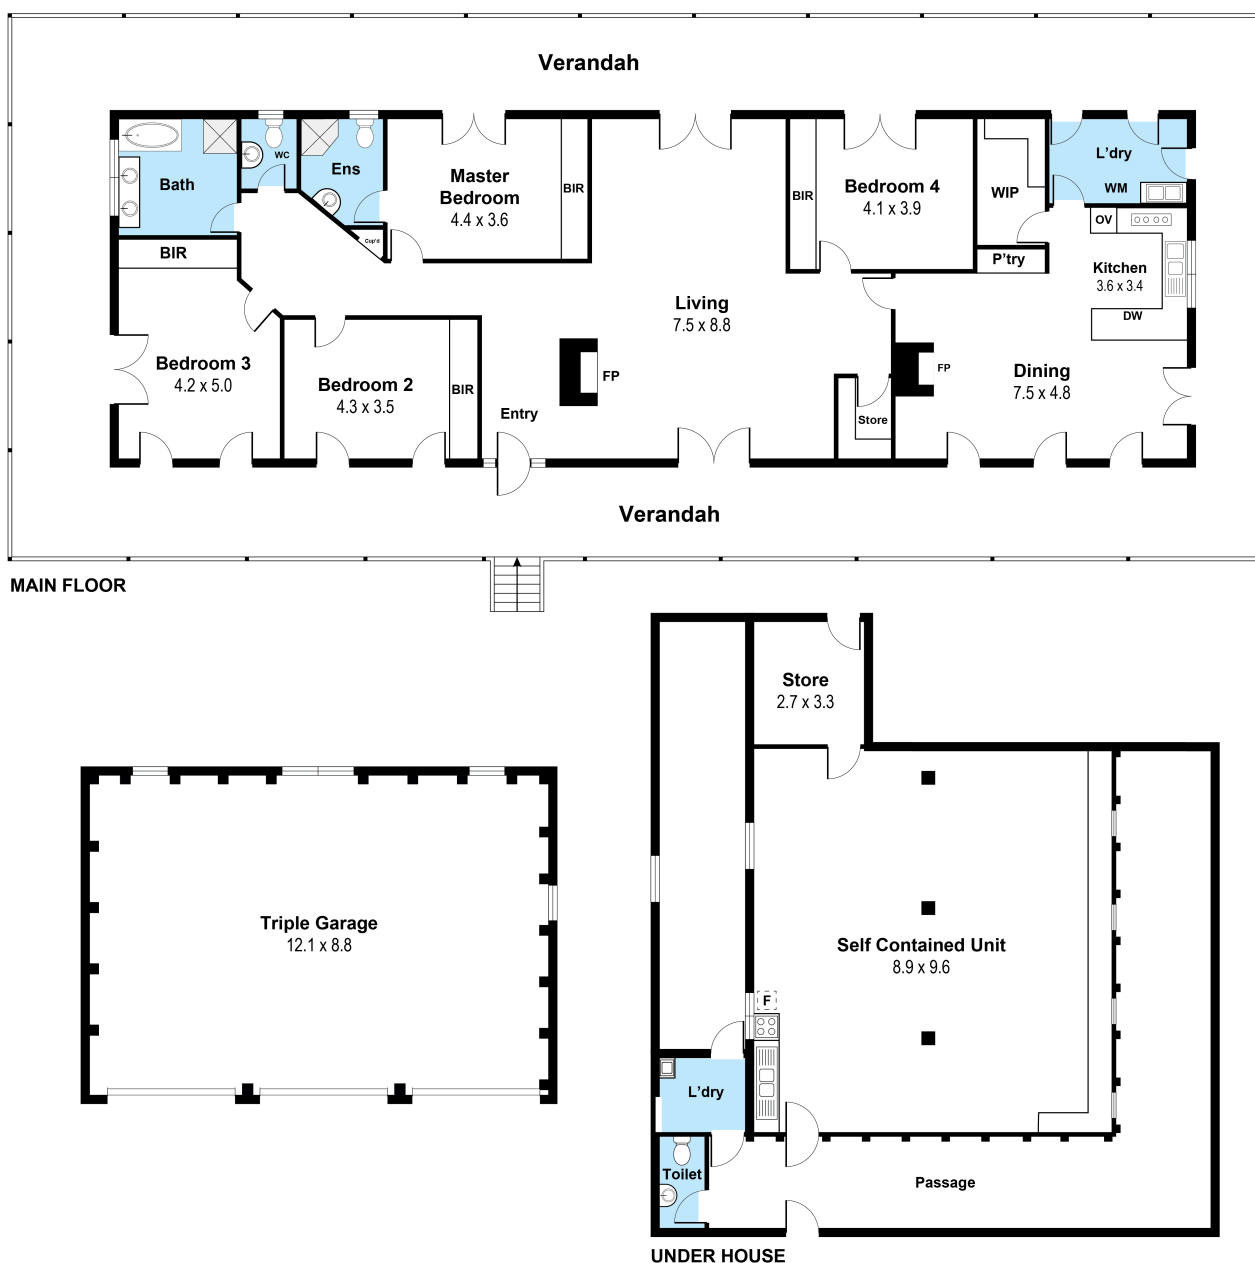 Verandah
Bath
WC
Ens
Master
Bedroom
4.4 x 3.6
BIR
BIR
Bedroom 4
4.1 x 3.9
WIP
L'dry
WM
OV
Cup'd
BIR
P'try
Kitchen
3.6 x 3.4
DW
Living
7.5 x 8.8
Bedroom 3
4.2 x 5.0
Bedroom 2
4.3 x 3.5
BIR
FP
FP
Dining
7.5 x 4.8
Entry
Store
Verandah
MAIN FLOOR
Store
2.7 x 3.3
Triple Garage
12.1 x 8.8
Self Contained Unit
8.9 x 9.6
F
L'dry
Toilet
Passage
UNDER HOUSE